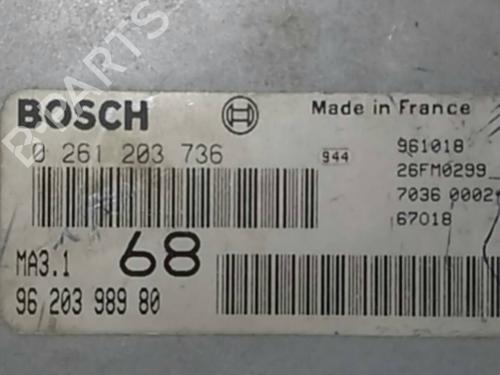 BOSCH
Made in France
0 261 203 736
944
961018
26FM0299
7036 0002
67018
MA3.1
68
96 203 989 80
B-PARTS